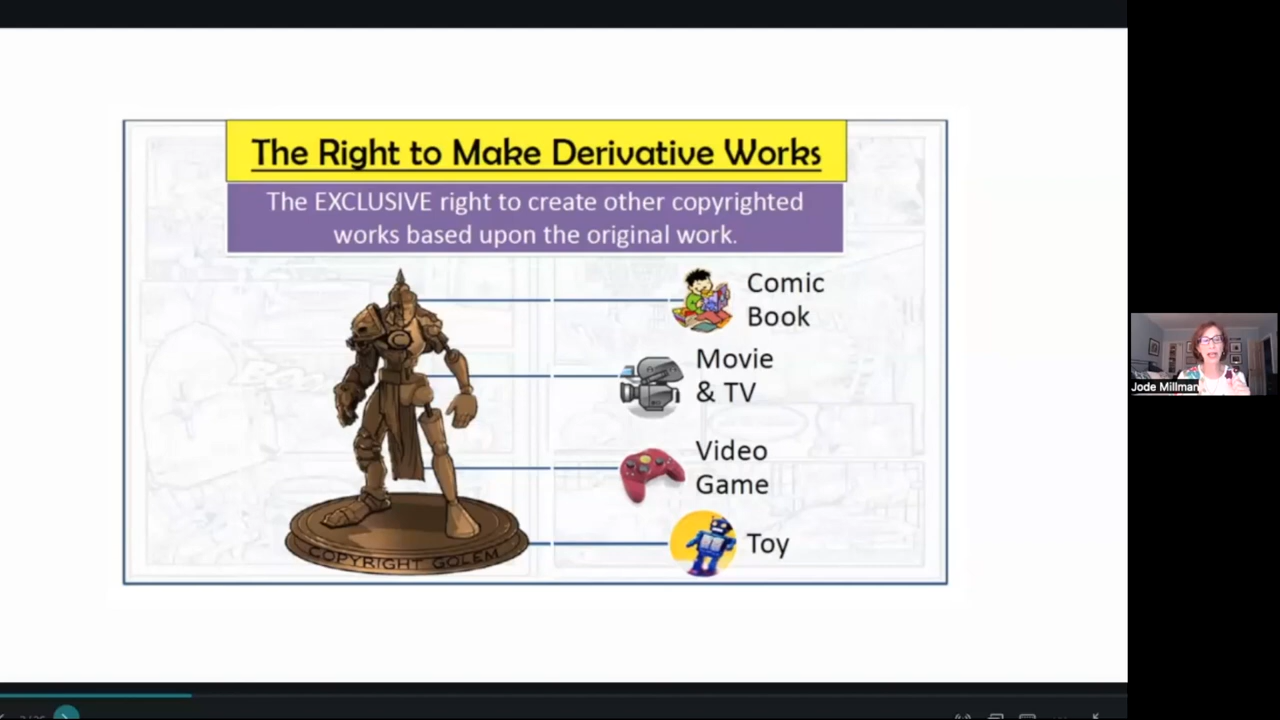 The Right to Make Derivative Works
The EXCLUSIVE right to create other copyrighted
works based upon the original work.
Comic
Book
Movie
& TV
Video
Game
Toy
COPYRIGHT GOLEM
Jode Millman